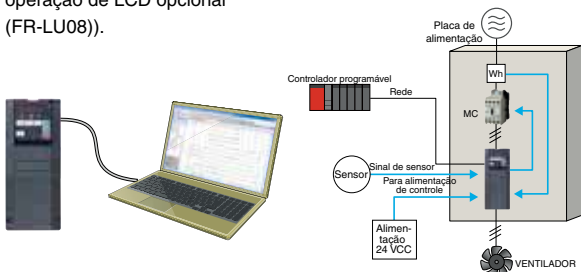 operação de LCD opcional
(FR-LU08)).
Placa de
alimentação
Wh
Controlador programável
Rede
MC
Sensor
Sinal de sensor
Para alimentação
de controle
Alimen-
tação
24 VCC
VENTILADOR